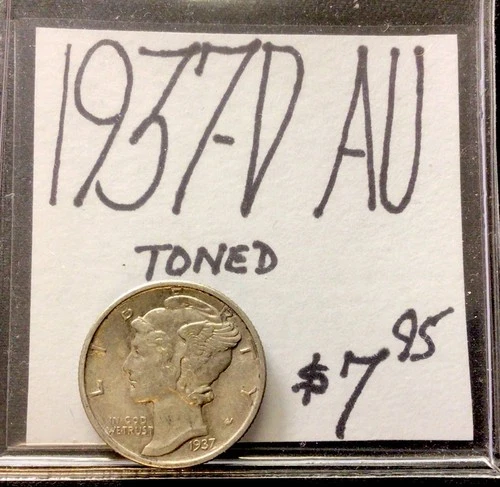 1937-D AU
TONED
$7.95
LIBERTY
IN GOD
WE TRUST
1937